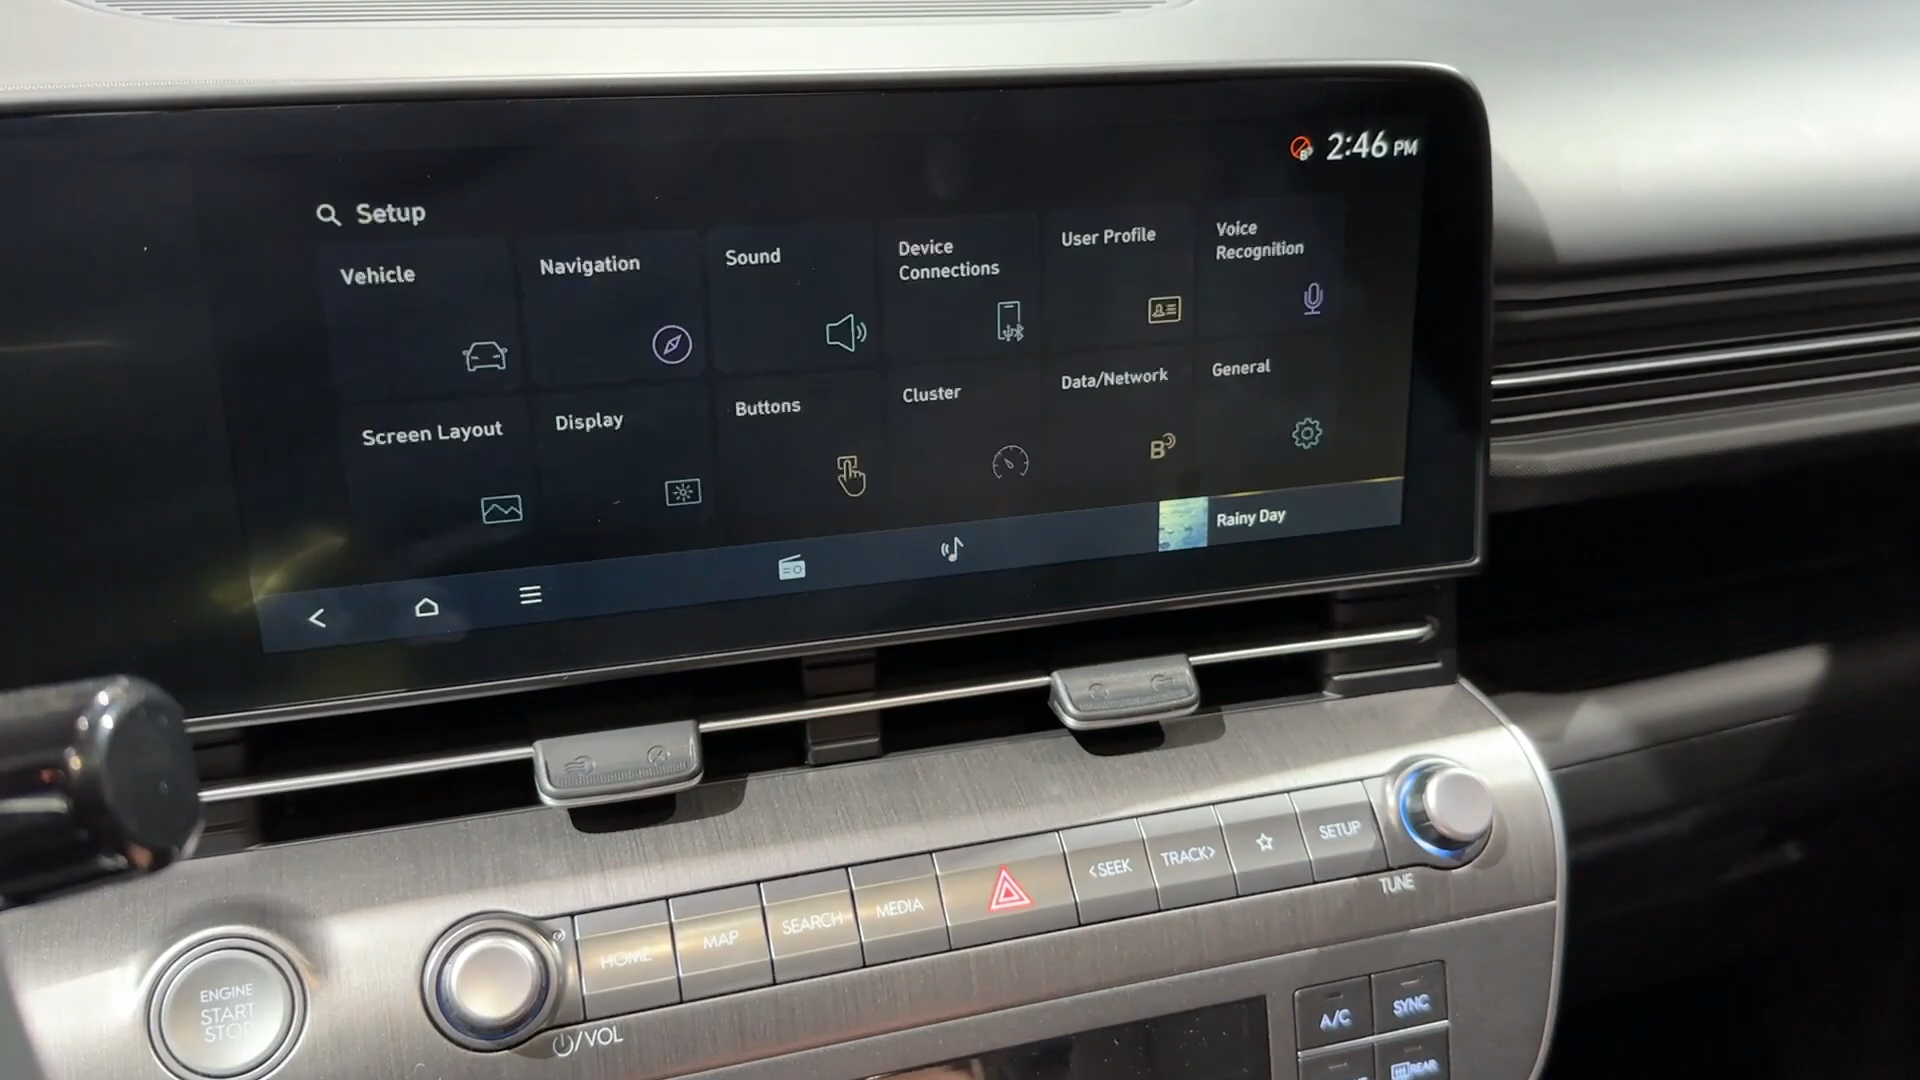 2:46 PM
Setup
Vehicle
Navigation
Sound
Device
Connections
User Profile
Voice
Recognition
Screen Layout
Display
Buttons
Cluster
Data/Network
B
General
Rainy Day
HOME
MAP
SEARCH
MEDIA
<SEEK
TRACK>
SETUP
TUNE
ENGINE
START
STOP
/VOL
A/C
SYNC
REAR